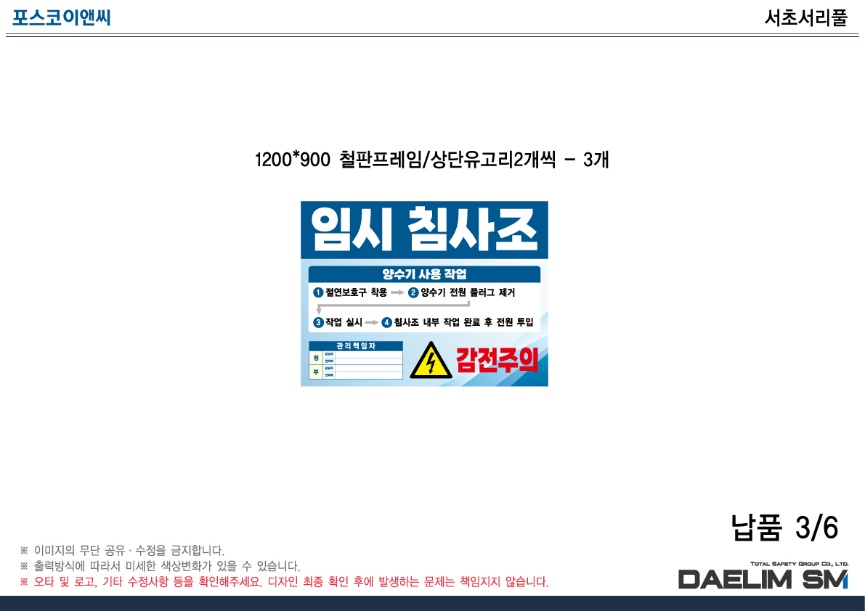 포스코이앤씨
서초서리풀
1200*900 철판프레임/상단유고리2개씩 - 3개
임시 침사조
양수기 사용 작업
1 절연보호구 착용 → 2 양수기 전원 플러그 제거
3 작업 실시 → 4 침사조 내부 작업 완료 후 전원 투입
관리책임자
정
부
감전주의
납품 3/6
※ 이미지의 무단 공유·수정을 금지합니다.
※ 출력방식에 따라서 미세한 색상변화가 있을 수 있습니다.
※ 오타 및 로고, 기타 수정사항 등을 확인해주세요. 디자인 최종 확인 후에 발생하는 문제는 책임지지 않습니다.
TOTAL SAFETY GROUP CO., LTD.
DAELIM SM